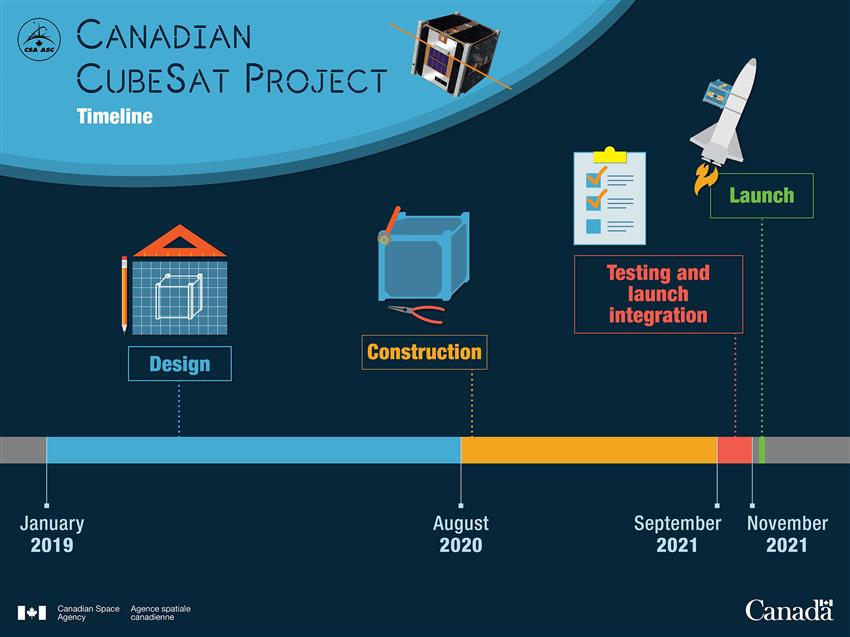 CSA ASC
CANADIAN
CUBESAT PROJECT
Timeline
Launch
Testing and
launch
integration
Construction
Design
January
2019
August
2020
September
2021
November
2021
Canadian Space
Agency
Agence spatiale
canadienne
Canada